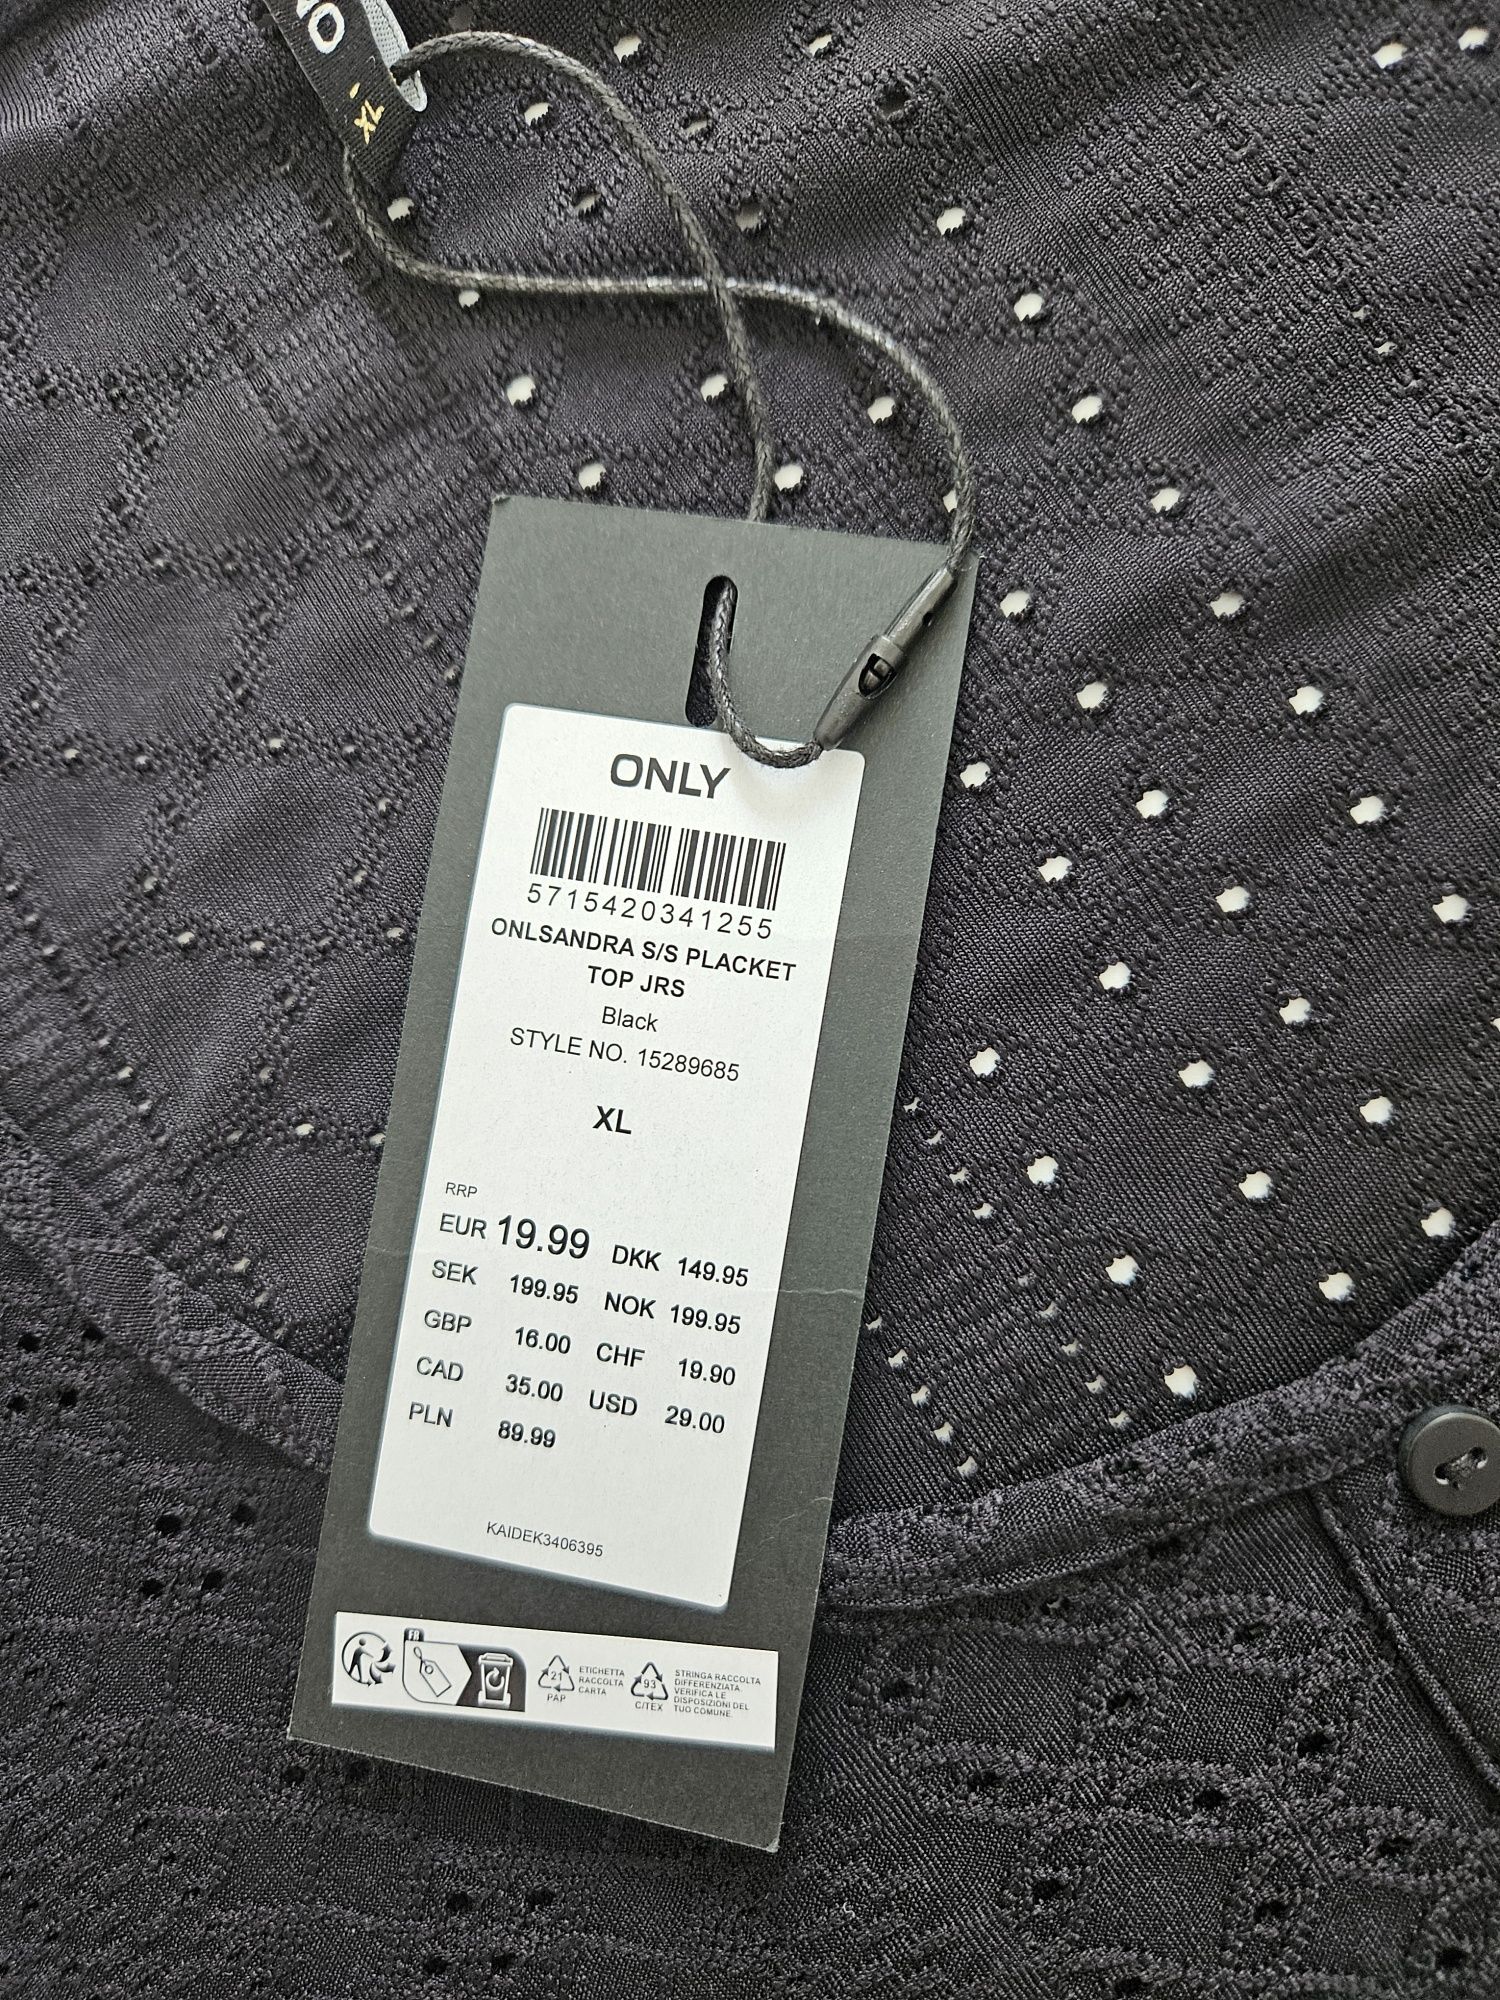 XL
ONLY
5715420341255
ONLSANDRA S/S PLACKET
TOP JRS
Black
STYLE NO. 15289685
XL
RRP
EUR 19.99 DKK 149.95
SEK 199.95 NOK 199.95
GBP 16.00 CHF 19.90
CAD 35.00 USD 29.00
PLN 89.99
KAIDEK3406395
FR
21
PAP
ETICHETTA
RACCOLTA
CARTA
93
C/TEX
STRINGA RACCOLTA
DIFFERENZIATA.
VERIFICA LE
DISPOSIZIONI DEL
TUO COMUNE.